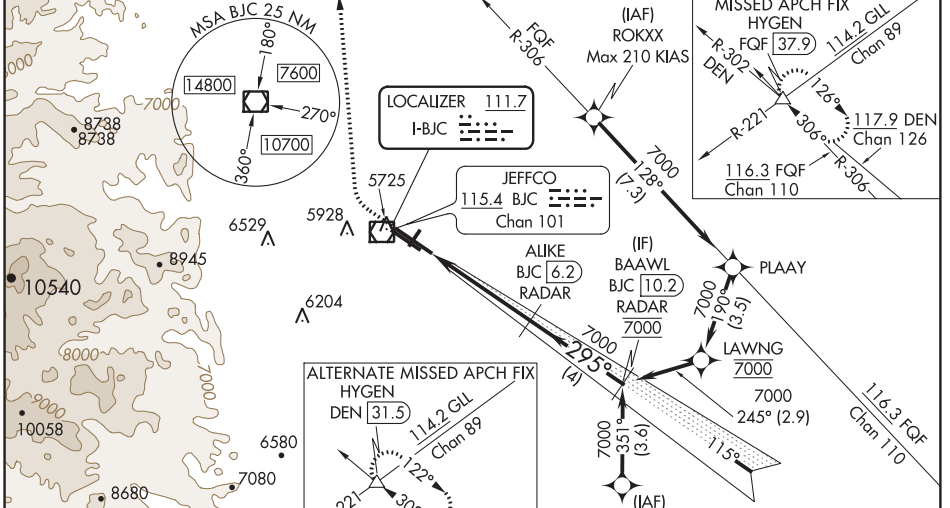 MSA BJC 25 NM
180°
7600
14800
270°
10700
360°
FQF
R-306
(IAF)
ROKXX
Max 210 KIAS
MISSED APCH FIX
HYGEN
FQF 37.9
114.2 GLL
Chan 89
R-302
DEN
126°
306°
R-221
117.9 DEN
Chan 126
R-306
116.3 FQF
Chan 110
LOCALIZER 111.7
I-BJC
7000
128°
(7.3)
JEFFCO
115.4 BJC
Chan 101
5725
5928
6529
6204
8738
8738
8945
10540
7000
8000
9000
7000
10058
8680
7080
6580
ALIKE
BJC 6.2
RADAR
(IF)
BAAWL
BJC 10.2
RADAR
7000
PLAAY
7000
190°
(3.5)
LAWNG
7000
7000
245° (2.9)
7000
295°
(4)
7000
351°
(3.6)
115°
(IAF)
116.3 FQF
Chan 110
ALTERNATE MISSED APCH FIX
HYGEN
DEN 31.5
114.2 GLL
Chan 89
122°